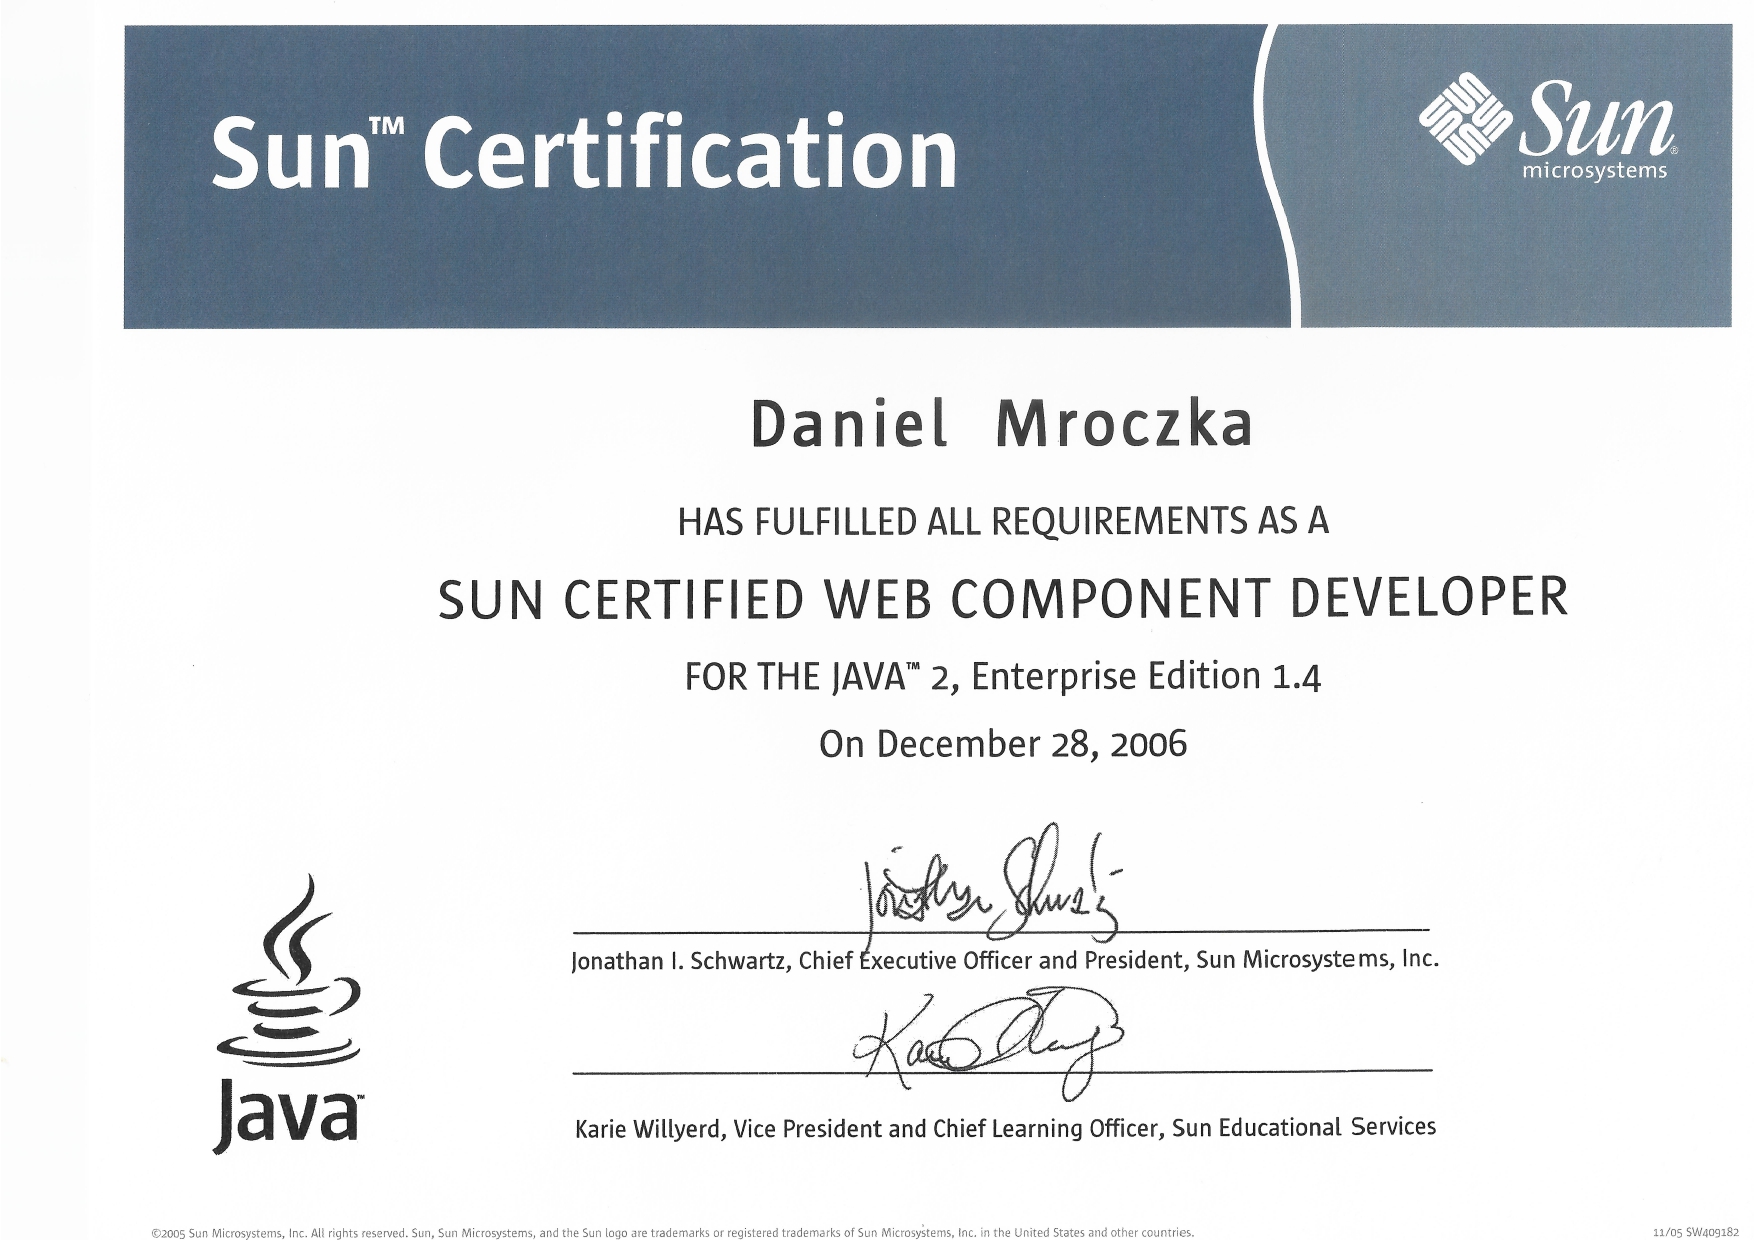 Sun™ Certification
Sun®
microsystems
Daniel Mroczka
HAS FULFILLED ALL REQUIREMENTS AS A
SUN CERTIFIED WEB COMPONENT DEVELOPER
FOR THE JAVA™ 2, Enterprise Edition 1.4
On December 28, 2006
Jonathan I. Schwartz, Chief Executive Officer and President, Sun Microsystems, Inc.
Karie Willyerd, Vice President and Chief Learning Officer, Sun Educational Services
Java™
©2005 Sun Microsystems, Inc. All rights reserved. Sun, Sun Microsystems, and the Sun logo are trademarks or registered trademarks of Sun Microsystems, Inc. in the United States and other countries.
11/05 SW409182